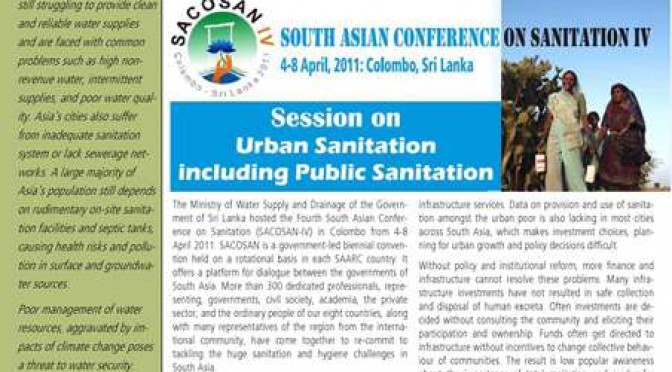 still struggling to provide clean
and reliable water supplies
and are faced with common
problems such as high non-
revenue water, intermittent
supplies, and poor water qual-
ity. Asia's cities also suffer
from inadequate sanitation
system or lack sewerage net-
works. A large majority of
Asia's population still depends
on rudimentary on-site sanita-
tion facilities and septic tanks,
causing health risks and pollu-
tion in surface and groundwa-
ter sources.
Poor management of water
resources, aggravated by im-
pacts of climate change poses
a threat to water security.
SACOSAN IV
Colombo - Sri Lanka 2011
SOUTH ASIAN CONFERENCE ON SANITATION IV
4-8 April, 2011: Colombo, Sri Lanka
Session on
Urban Sanitation
including Public Sanitation
The Ministry of Water Supply and Drainage of the Govern-
ment of Sri Lanka hosted the Fourth South Asian Confer-
ence on Sanitation (SACOSAN-IV) in Colombo from 4-8
April 2011. SACOSAN is a government-led biennial conven-
tion held on a rotational basis in each SAARC country. It
offers a platform for dialogue between the governments of
South Asia. More than 300 dedicated professionals, repre-
senting, governments, civil society, academia, the private
sector, and the ordinary people of our eight countries, along
with many representatives of the region from the interna-
tional community, have come together to re-commit to
tackling the huge sanitation and hygiene challenges in
South Asia.
infrastructure services. Data on provision and use of sanita-
tion amongst the urban poor is also lacking in most cities
across South Asia, which makes investment choices, plan-
ning for urban growth and policy decisions difficult.
Without policy and institutional reform, more finance and
infrastructure cannot resolve these problems. Many infra-
structure investments have not resulted in safe collection
and disposal of human excreta. Often investments are de-
cided without consulting the community and eliciting their
participation and ownership. Funds often get directed to
infrastructure without incentives to change collective behav-
iour of communities. The result is low popular awareness